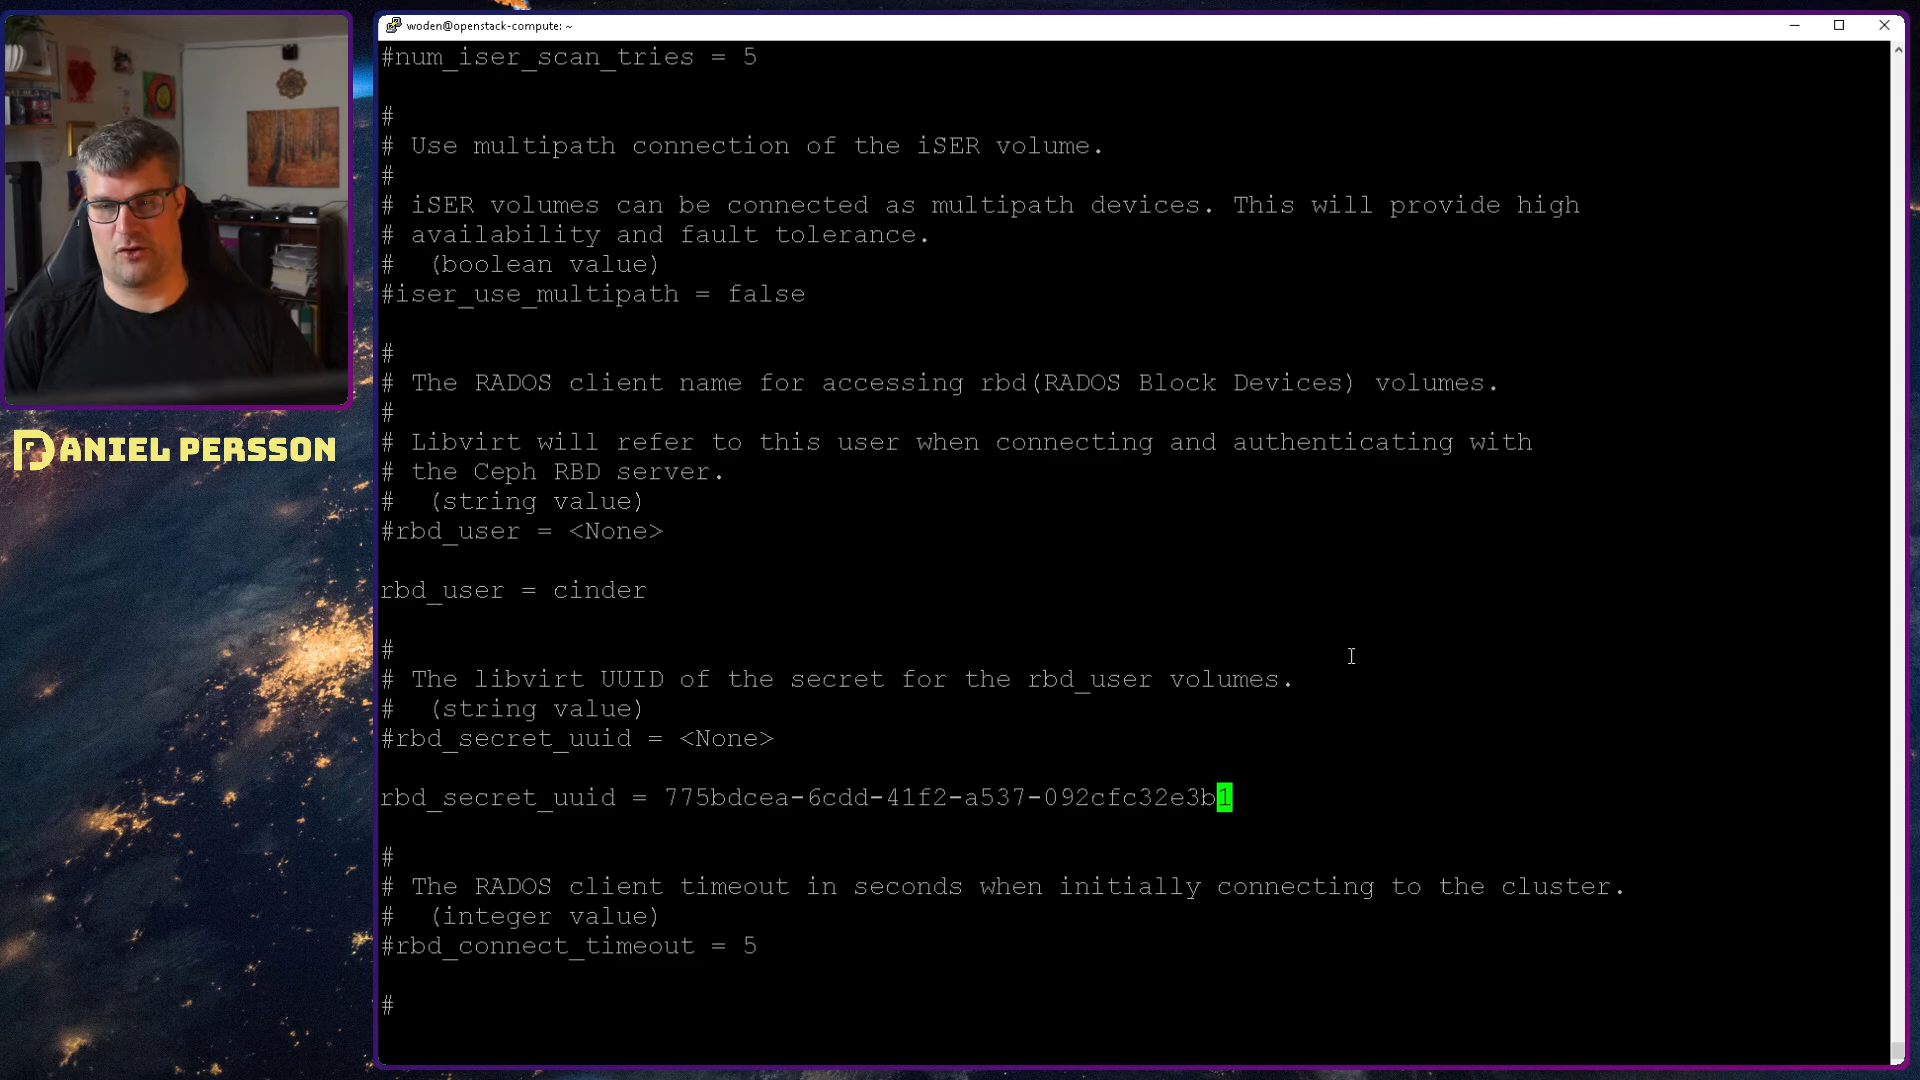 woden@openstack-compute: ~
#num_iser_scan_tries = 5
#
# Use multipath connection of the iSER volume.
#
# iSER volumes can be connected as multipath devices. This will provide high
# availability and fault tolerance.
#  (boolean value)
#iser_use_multipath = false
#
# The RADOS client name for accessing rbd(RADOS Block Devices) volumes.
#
# Libvirt will refer to this user when connecting and authenticating with
# the Ceph RBD server.
#  (string value)
#rbd_user = <None>
rbd_user = cinder
#
# The libvirt UUID of the secret for the rbd_user volumes.
#  (string value)
#rbd_secret_uuid = <None>
rbd_secret_uuid = 775bdcea-6cdd-41f2-a537-092cfc32e3b1
#
# The RADOS client timeout in seconds when initially connecting to the cluster.
#  (integer value)
#rbd_connect_timeout = 5
#
DANIEL PERSSON